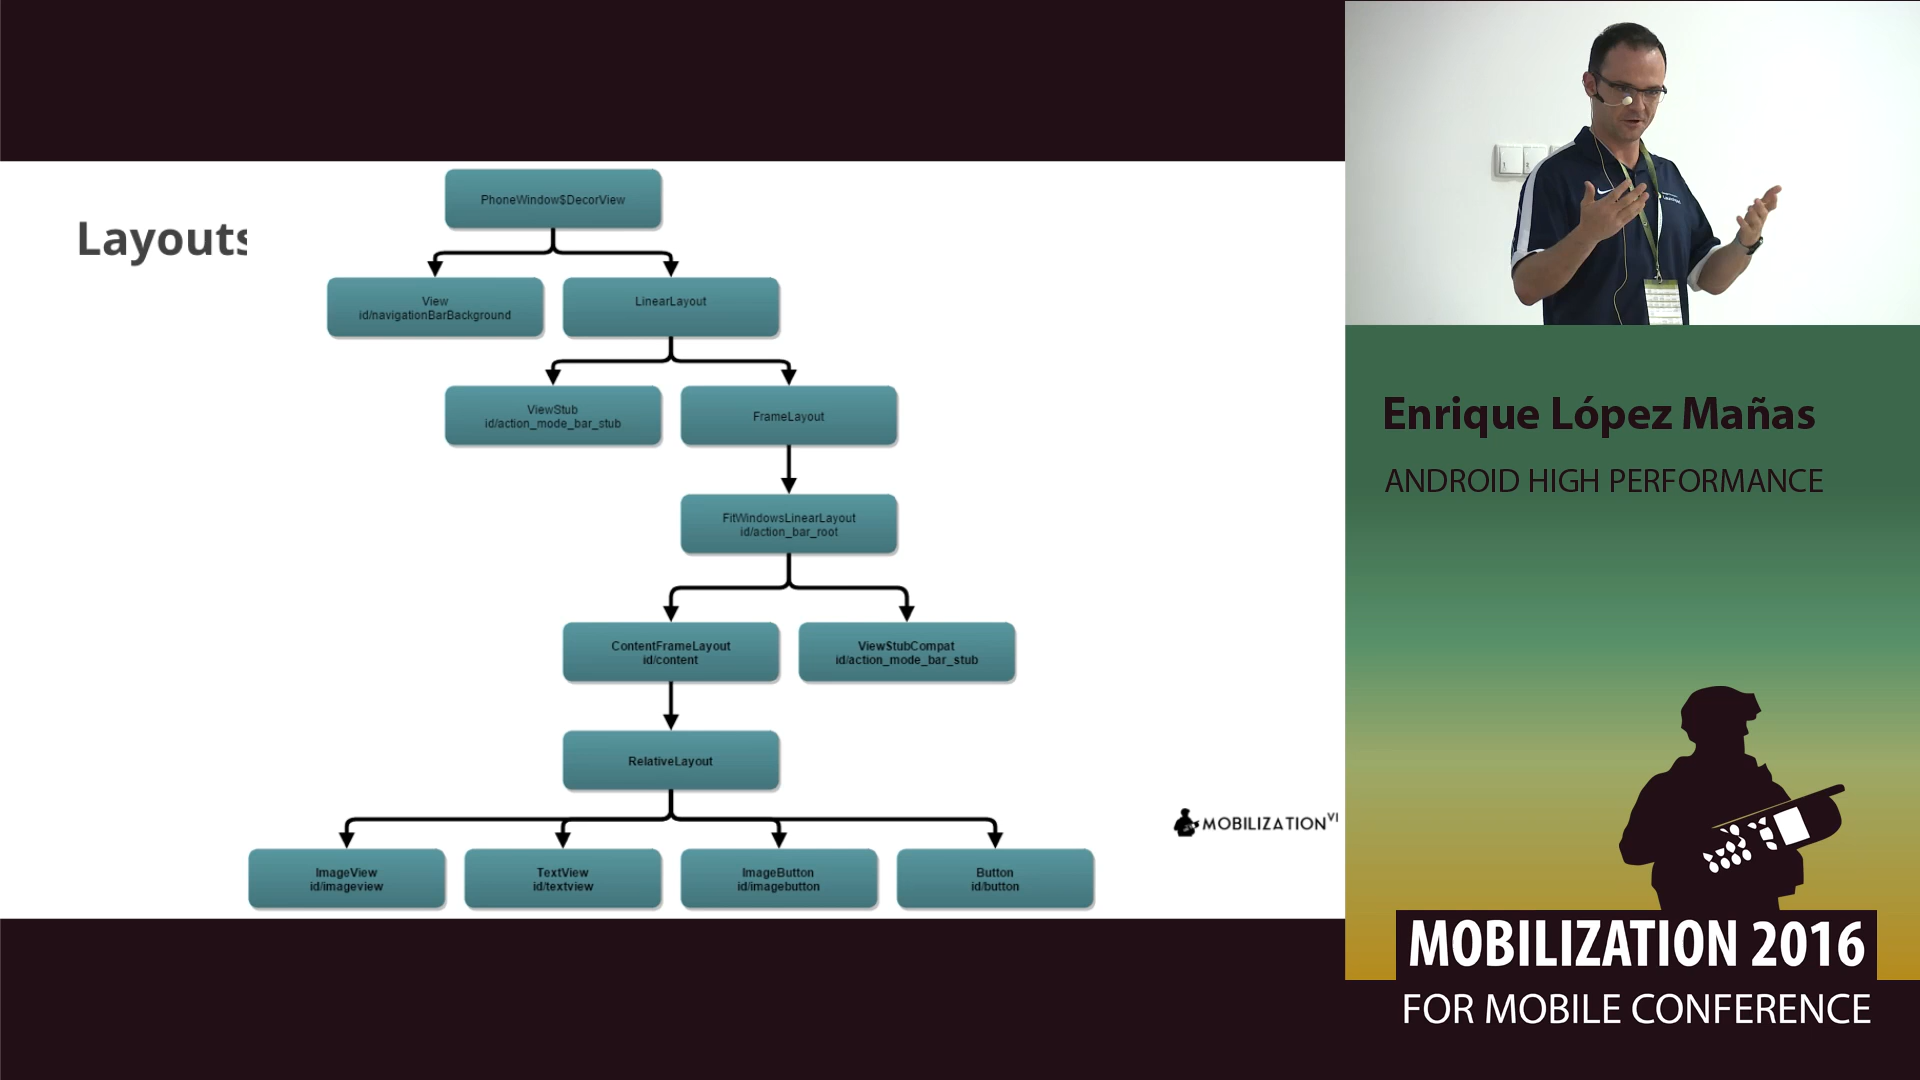 Layouts
PhoneWindow$DecorView
View
id/navigationBarBackground
LinearLayout
ViewStub
id/action_mode_bar_stub
FrameLayout
FitWindowsLinearLayout
id/action_bar_root
ContentFrameLayout
id/content
ViewStubCompat
id/action_mode_bar_stub
RelativeLayout
ImageView
id/imageview
TextView
id/textview
ImageButton
id/imagebutton
Button
id/button
MOBILIZATION VI
Enrique López Mañas
ANDROID HIGH PERFORMANCE
MOBILIZATION 2016
FOR MOBILE CONFERENCE